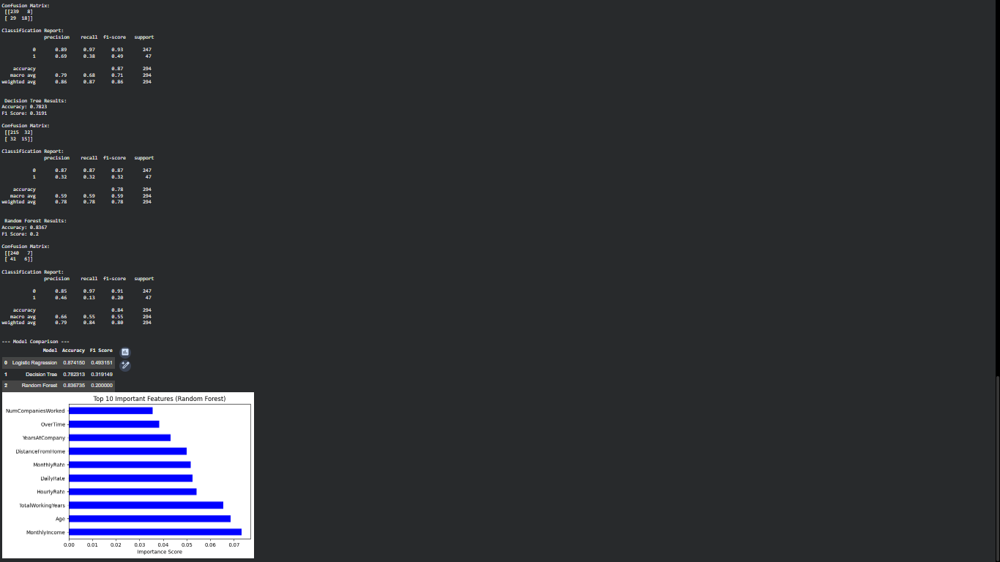 Confusion Matrix:
[[239 8]
[ 29 18]]
Classification Report:
precision recall f1-score support
0 0.89 0.97 0.93 247
1 0.69 0.38 0.49 47
accuracy 0.87 294
macro avg 0.79 0.68 0.71 294
weighted avg 0.86 0.87 0.86 294
Decision Tree Results:
Accuracy: 0.7823
F1 Score: 0.3191
Confusion Matrix:
[[215 32]
[ 32 15]]
Classification Report:
precision recall f1-score support
0 0.87 0.87 0.87 247
1 0.32 0.32 0.32 47
accuracy 0.78 294
macro avg 0.59 0.59 0.59 294
weighted avg 0.78 0.78 0.78 294
Random Forest Results:
Accuracy: 0.8367
F1 Score: 0.2
Confusion Matrix:
[[240 7]
[ 41 6]]
Classification Report:
precision recall f1-score support
0 0.85 0.97 0.91 247
1 0.46 0.13 0.20 47
accuracy 0.84 294
macro avg 0.66 0.55 0.55 294
weighted avg 0.79 0.84 0.80 294
--- Model Comparison ---
Model Accuracy F1 Score
0 Logistic Regression 0.874150 0.493151
1 Decision Tree 0.782313 0.319149
2 Random Forest 0.836735 0.200000
Top 10 Important Features (Random Forest)
NumCompaniesWorked
OverTime
YearsAtCompany
DistanceFromHome
MonthlyRate
DailyRate
HourlyRate
TotalWorkingYears
Age
MonthlyIncome
0.00 0.01 0.02 0.03 0.04 0.05 0.06 0.07
Importance Score